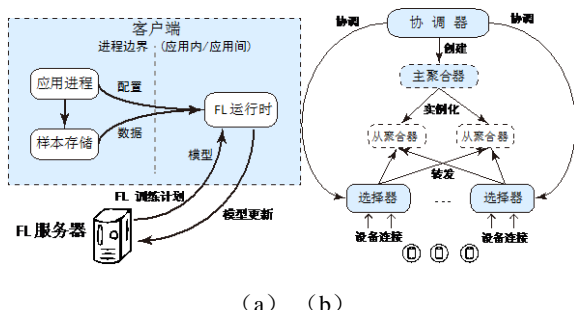 客户端
进程边界 (应用内/应用间)
应用进程
配置
FL运行时
样本存储
数据
模型
FL 训练计划
模型更新
FL服务器
协调器
协调
协调
创建
主聚合器
实例化
从聚合器
从聚合器
转发
选择器
...
选择器
设备连接
设备连接
(a) (b)